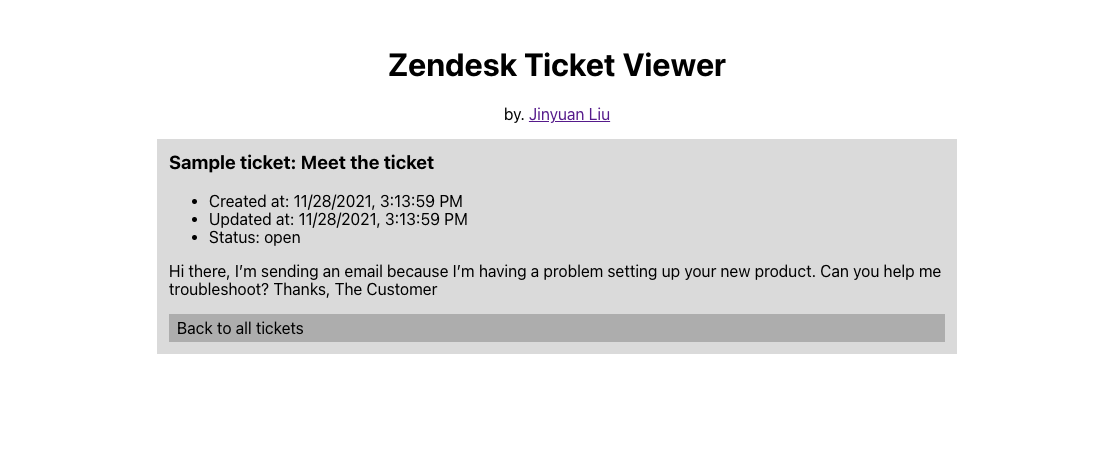 Zendesk Ticket Viewer
by. Jinyuan Liu
Sample ticket: Meet the ticket
• Created at: 11/28/2021, 3:13:59 PM
• Updated at: 11/28/2021, 3:13:59 PM
• Status: open
Hi there, I’m sending an email because I’m having a problem setting up your new product. Can you help me
troubleshoot? Thanks, The Customer
Back to all tickets